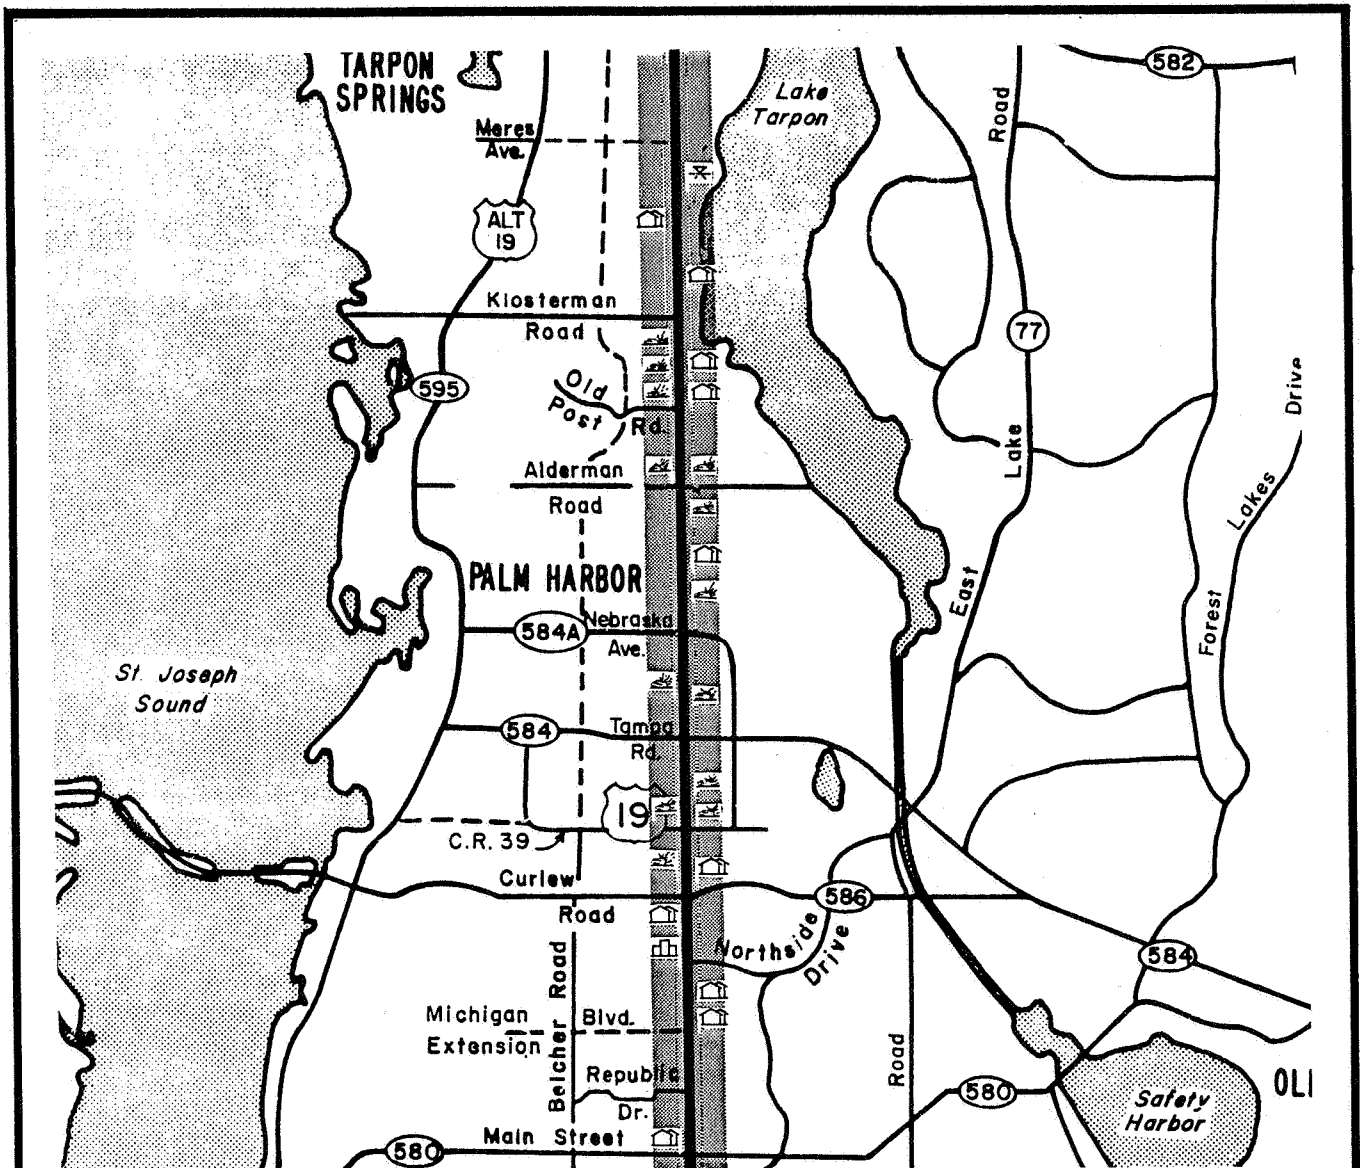 TARPON
SPRINGS
Lake
Tarpon
582
Road
Meres
Ave.
ALT
19
Klosterman
Road
77
595
Old
Post
Rd.
Drive
Lake
Alderman
Road
Lakes
PALM HARBOR
East
584A
Nebraska
Ave.
Forest
St. Joseph
Sound
584
Tampa
Rd.
19
C.R. 39
Curlew
Road
586
Northside
Drive
584
Belcher Road
Michigan
Blvd.
Extension
Road
Republic
Dr.
580
OLI
Safety
Harbor
Main Street
580